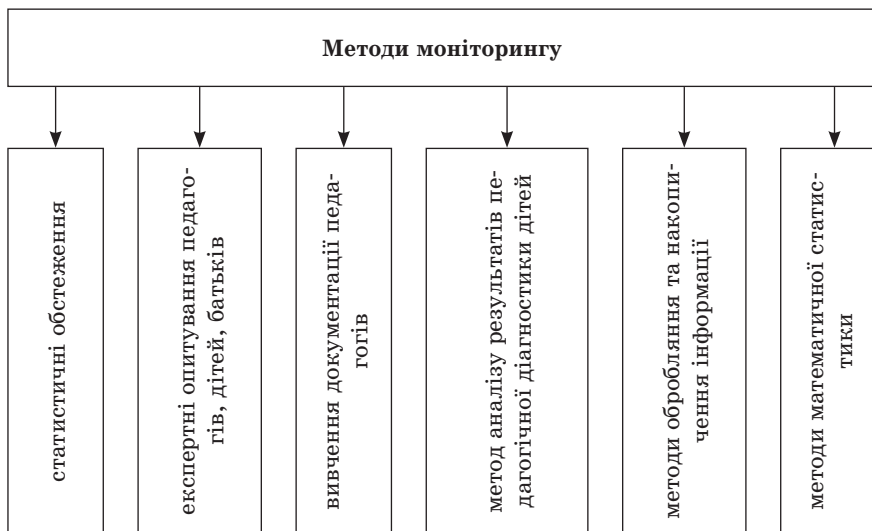 Методи моніторингу
статистичні обстеження
експертні опитування педаго-
гів, дітей, батьків
вивчення документації педа-
гогів
метод аналізу результатів пе-
дагогічної діагностики дітей
методи обробляння та накопи-
чення інформації
методи математичної статис-
тики